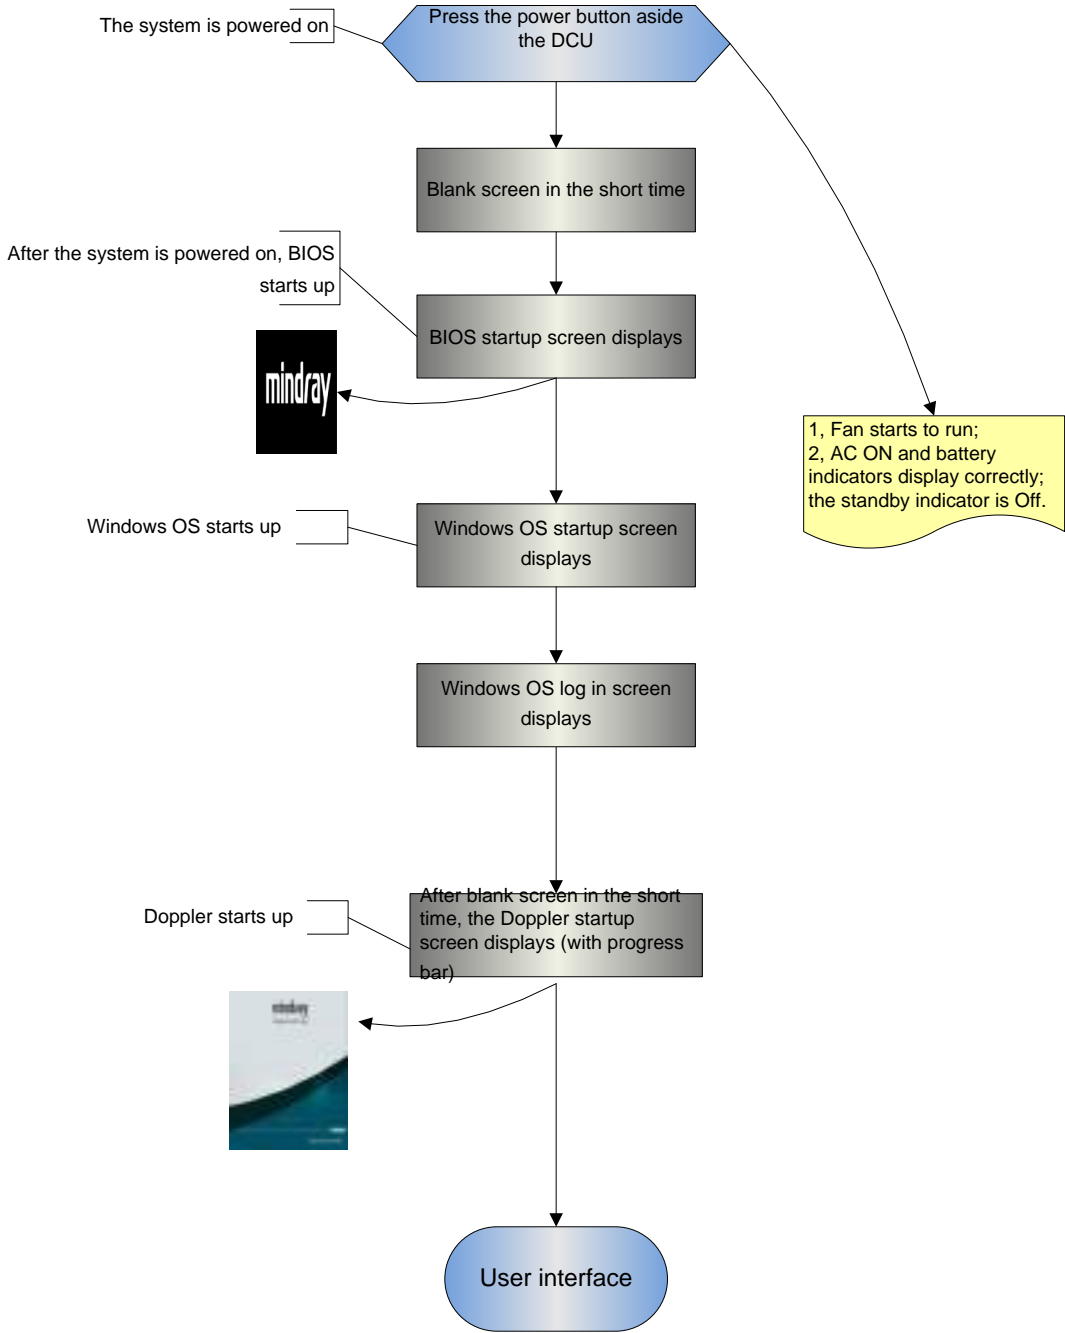 The system is powered on
Press the power button aside
the DCU
Blank screen in the short time
After the system is powered on, BIOS
starts up
BIOS startup screen displays
mindray
1, Fan starts to run;
2, AC ON and battery
indicators display correctly;
the standby indicator is Off.
Windows OS starts up
Windows OS startup screen
displays
Windows OS log in screen
displays
Doppler starts up
After blank screen in the short
time, the Doppler startup
screen displays (with progress
bar)
mindray
User interface